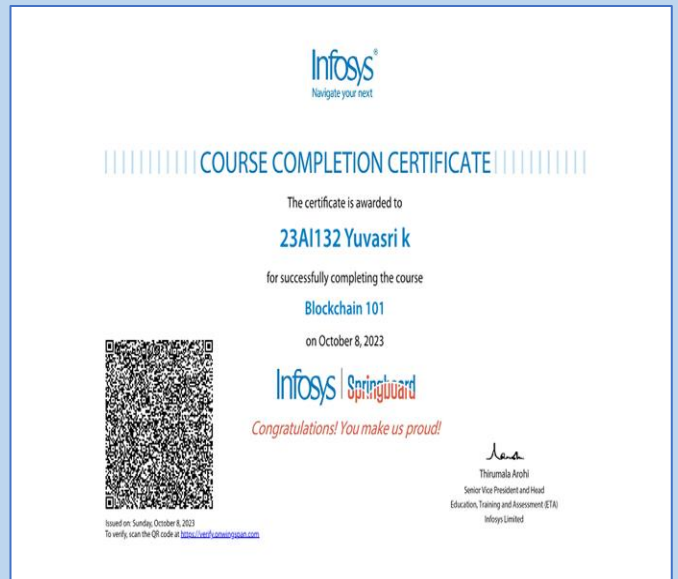 Infosys®
Navigate your next
COURSE COMPLETION CERTIFICATE
The certificate is awarded to
23AI132 Yuvasri k
for successfully completing the course
Blockchain 101
on October 8, 2023
Infosys | Springboard
Congratulations! You make us proud!
Thirumala Arohi
Senior Vice President and Head
Education, Training and Assessment (ETA)
Infosys Limited
Issued on: Sunday, October 8, 2023
To verify, scan the QR code at https://verify.onwingspan.com